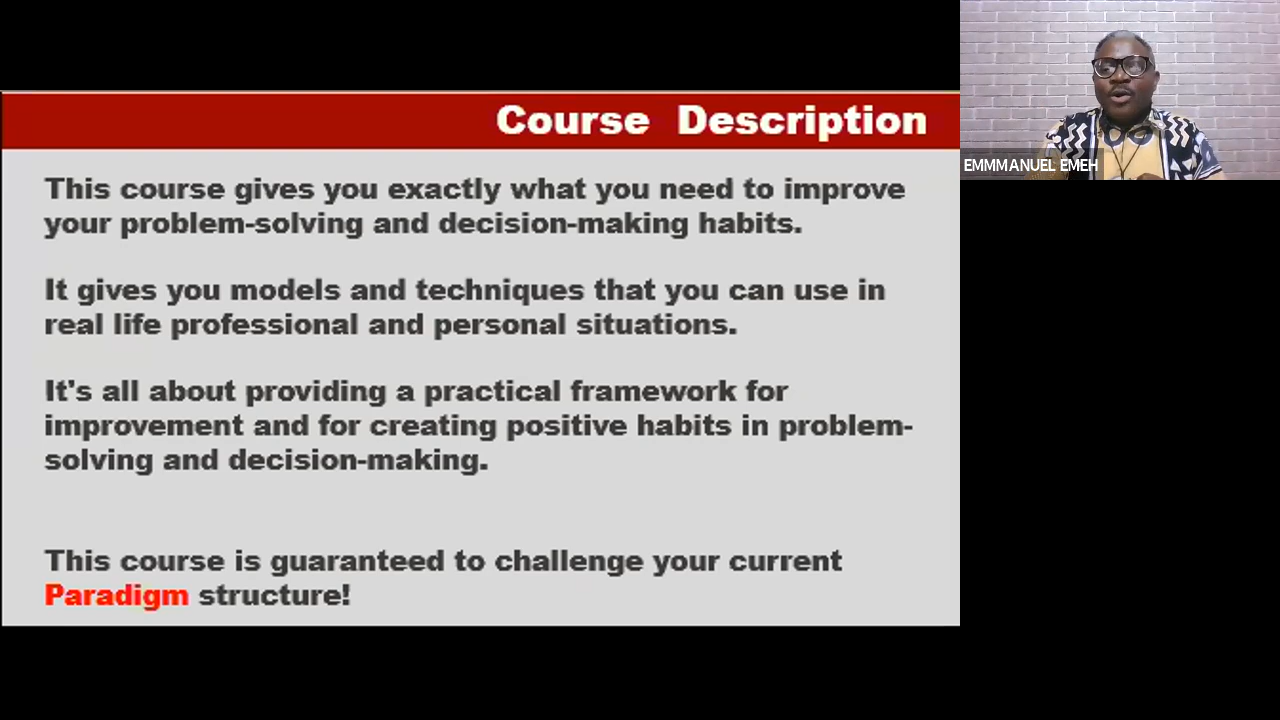 Course Description
This course gives you exactly what you need to improve
your problem-solving and decision-making habits.
It gives you models and techniques that you can use in
real life professional and personal situations.
It's all about providing a practical framework for
improvement and for creating positive habits in problem-
solving and decision-making.
This course is guaranteed to challenge your current
Paradigm structure!
EMMMANUEL EMEH